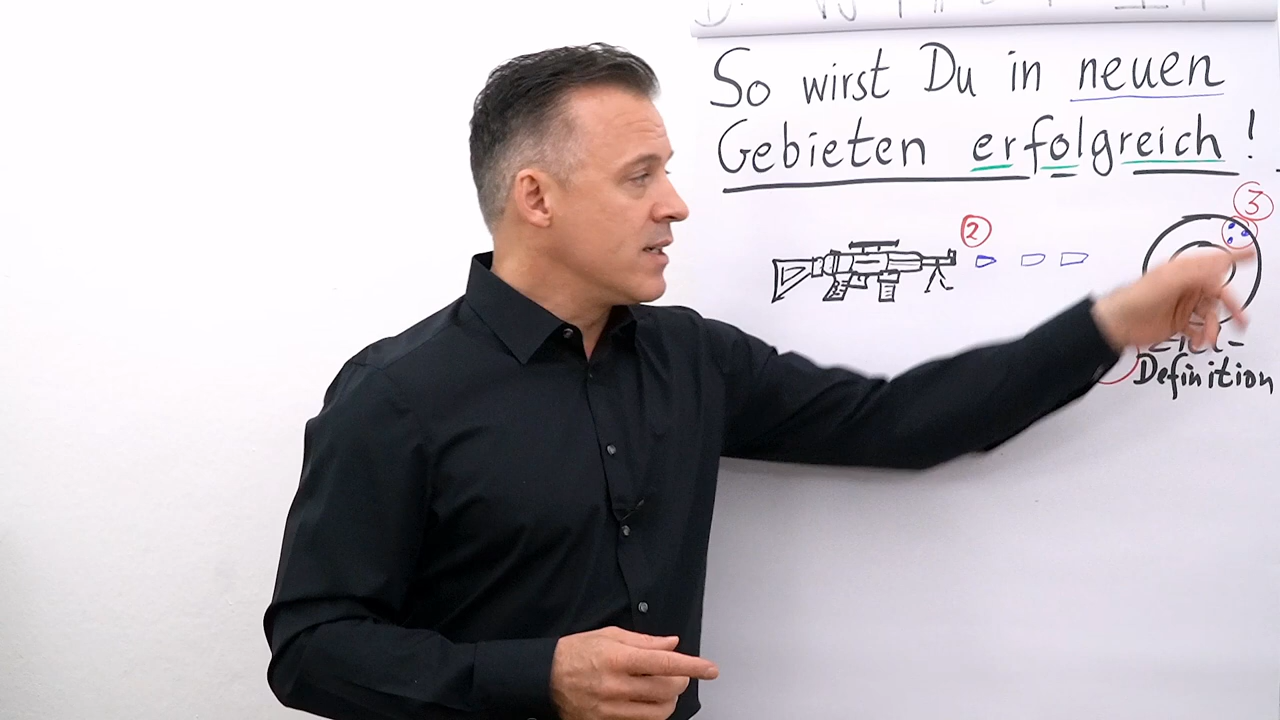 So wirst Du in neuen
Gebieten erfolgreich!
3
2
Definition